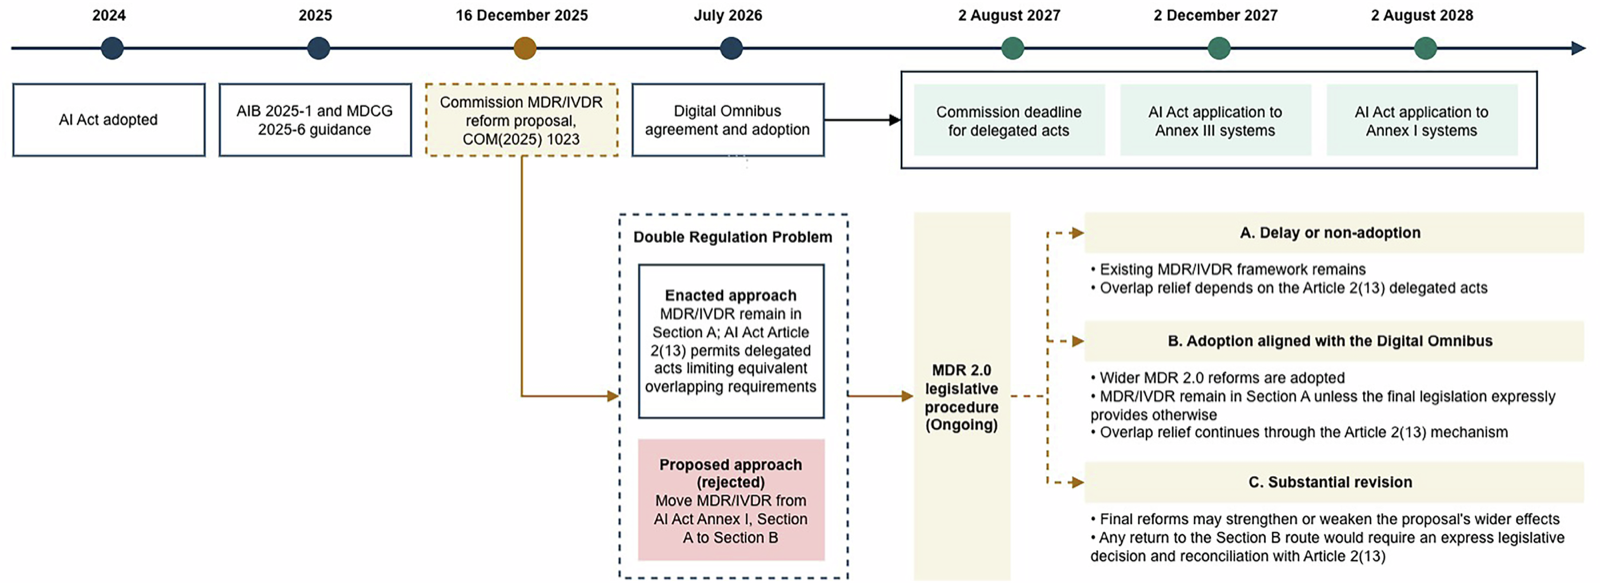 2024
2025
16 December 2025
July 2026
2 August 2027
2 December 2027
2 August 2028
AI Act adopted
AIB 2025-1 and MDCG
2025-6 guidance
Commission MDR/IVDR
reform proposal,
COM(2025) 1023
Digital Omnibus
agreement and adoption
Commission deadline
for delegated acts
AI Act application to
Annex III systems
AI Act application to
Annex I systems
Double Regulation Problem
Enacted approach
MDR/IVDR remain in
Section A; AI Act Article
2(13) permits delegated
acts limiting equivalent
overlapping requirements
Proposed approach
(rejected)
Move MDR/IVDR from
AI Act Annex I, Section
A to Section B
MDR 2.0
legislative
procedure
(Ongoing)
A. Delay or non-adoption
• Existing MDR/IVDR framework remains
• Overlap relief depends on the Article 2(13) delegated acts
B. Adoption aligned with the Digital Omnibus
• Wider MDR 2.0 reforms are adopted
• MDR/IVDR remain in Section A unless the final legislation expressly
provides otherwise
• Overlap relief continues through the Article 2(13) mechanism
C. Substantial revision
• Final reforms may strengthen or weaken the proposal's wider effects
• Any return to the Section B route would require an express legislative
decision and reconciliation with Article 2(13)